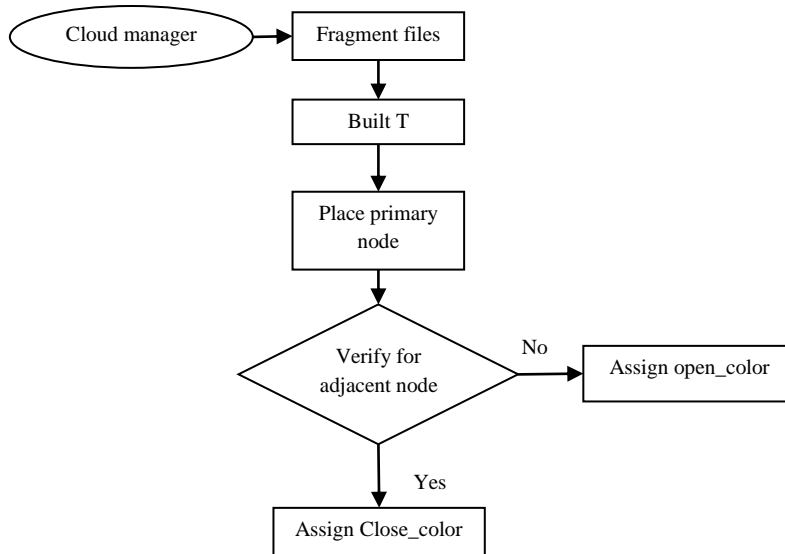 Cloud manager
Fragment files
Built T
Place primary
node
Verify for
adjacent node
No
Assign open_color
Yes
Assign Close_color